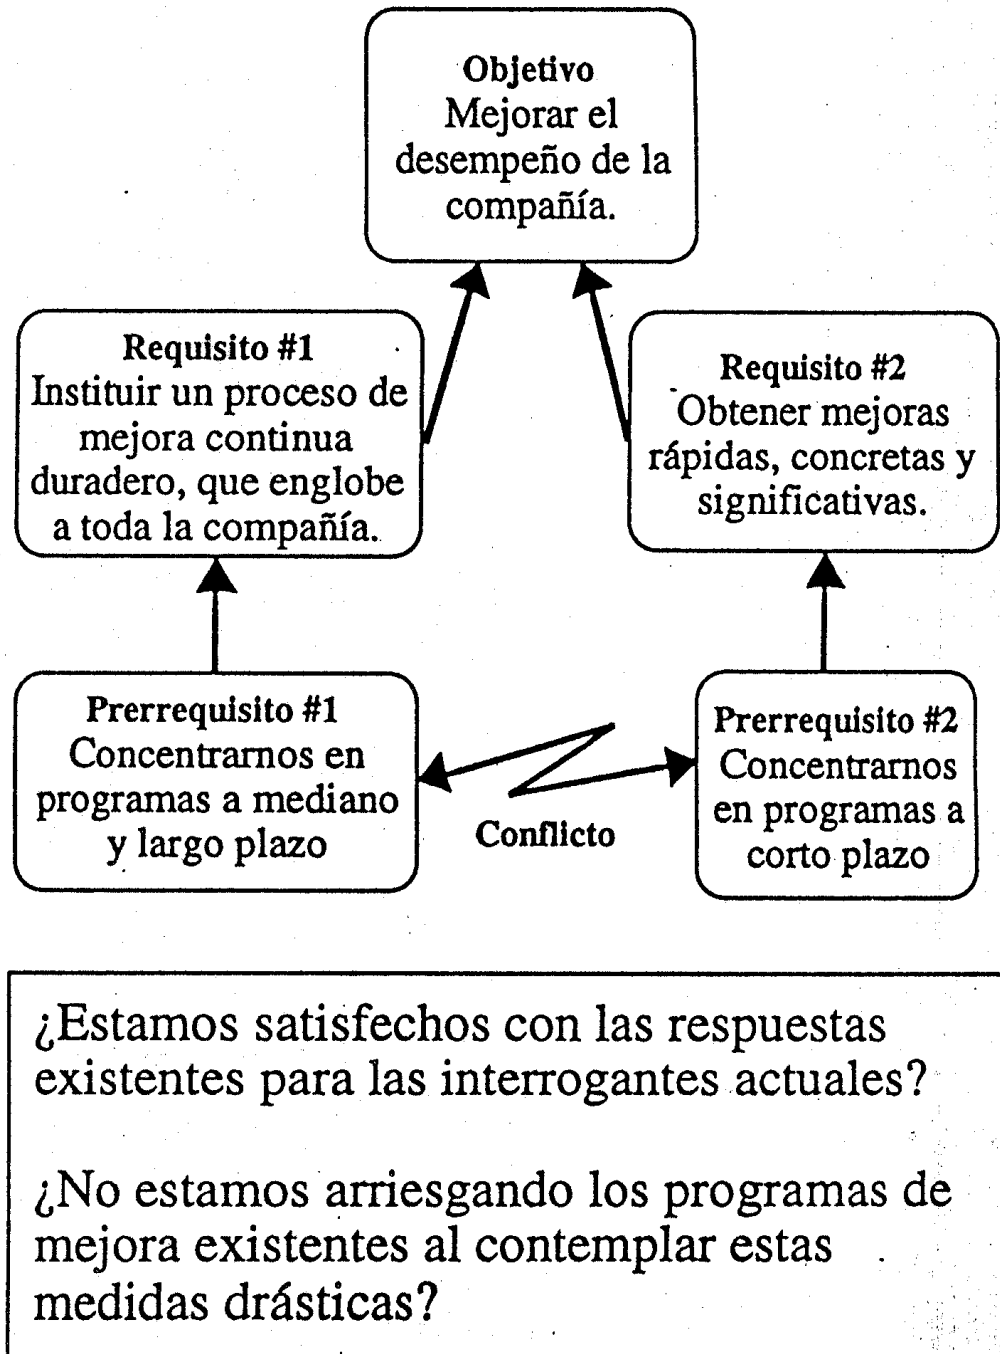 Objetivo
Mejorar el
desempeño de la
compañía.
Requisito #1
Instituir un proceso de
mejora continua
duradero, que englobe
a toda la compañía.
Requisito #2
Obtener mejoras
rápidas, concretas y
significativas.
Prerrequisito #1
Concentrarnos en
programas a mediano
y largo plazo
Conflicto
Prerrequisito #2
Concentrarnos
en programas a
corto plazo
¿Estamos satisfechos con las respuestas
existentes para las interrogantes actuales?
¿No estamos arriesgando los programas de
mejora existentes al contemplar estas
medidas drásticas?